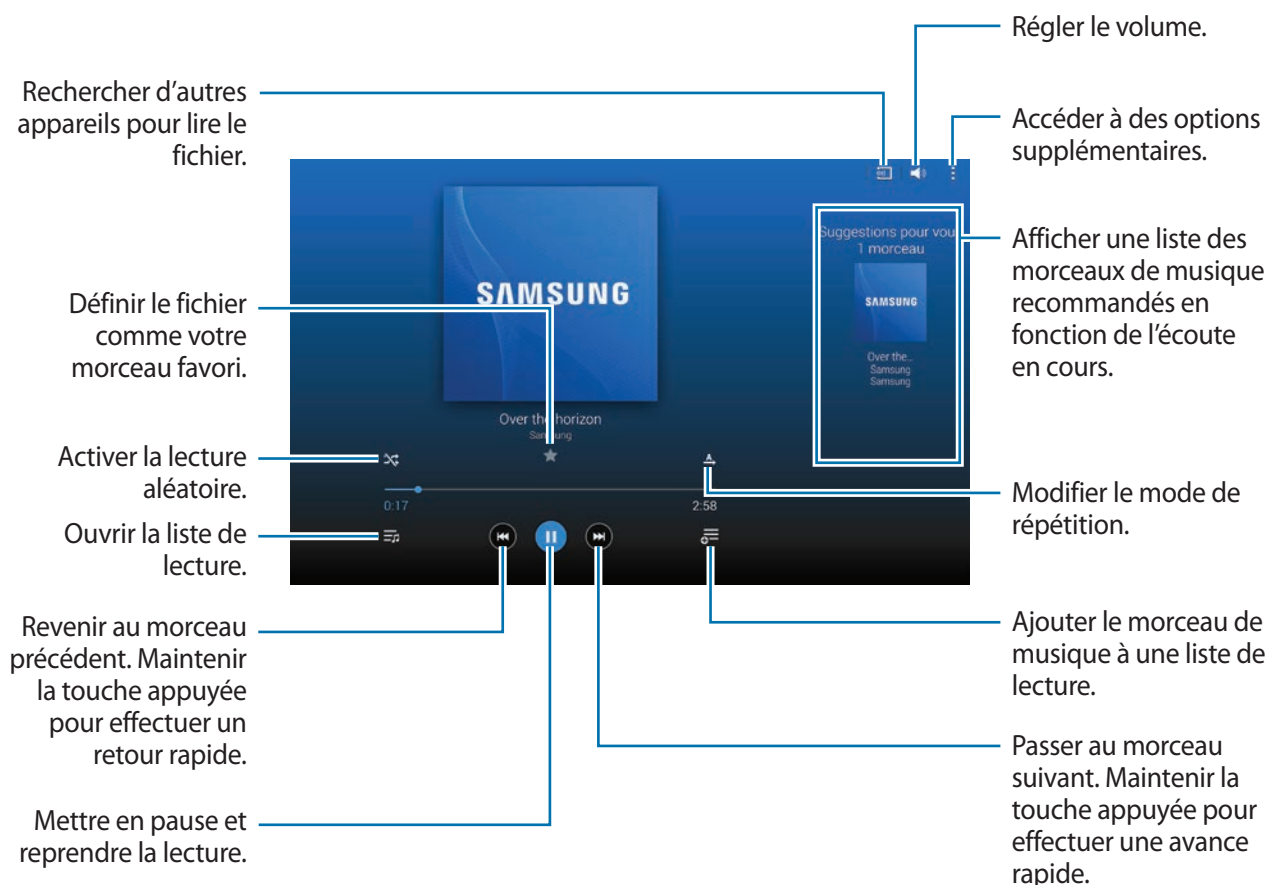 Régler le volume.
Rechercher d'autres
appareils pour lire le
fichier.
Accéder à des options
supplémentaires.
Suggestions pour vou
1 morceau
SAMSUNG
Over the...
Samsung
Samsung
Afficher une liste des
morceaux de musique
recommandés en
fonction de l'écoute
en cours.
SAMSUNG
Définir le fichier
comme votre
morceau favori.
Over the horizon
Samsung
Activer la lecture
aléatoire.
0:17
2:58
Modifier le mode de
répétition.
Ouvrir la liste de
lecture.
Revenir au morceau
précédent. Maintenir
la touche appuyée
pour effectuer un
retour rapide.
Ajouter le morceau de
musique à une liste de
lecture.
Mettre en pause et
reprendre la lecture.
Passer au morceau
suivant. Maintenir la
touche appuyée pour
effectuer une avance
rapide.